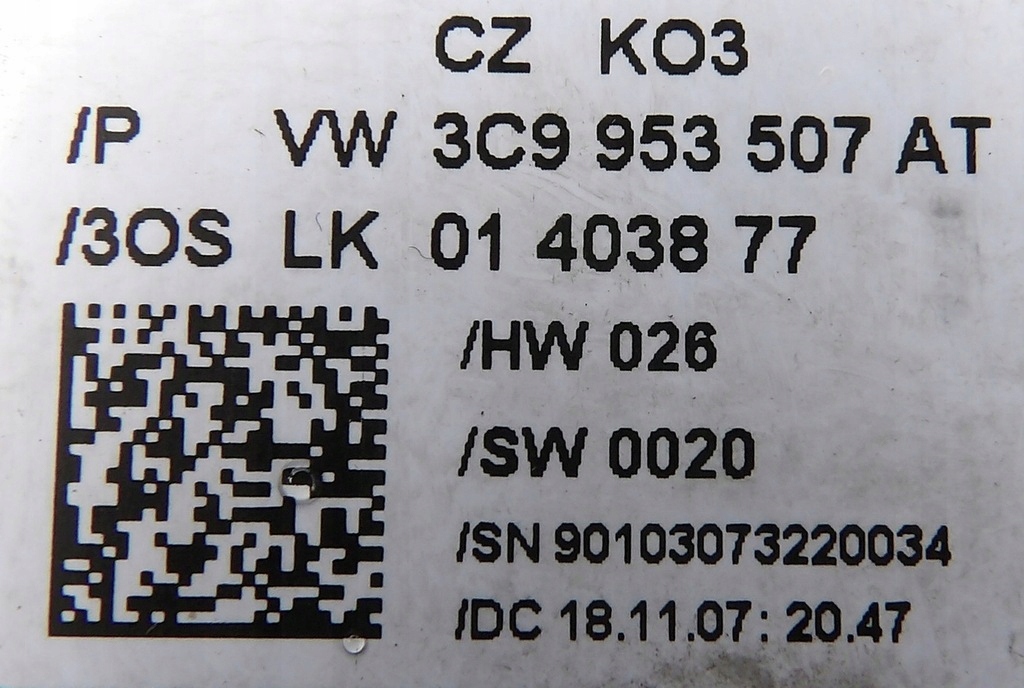 CZ KO3
/P VW 3C9 953 507 AT
/3OS LK 01 4038 77
/HW 026
/SW 0020
/SN 90103073220034
/DC 18.11.07: 20.47